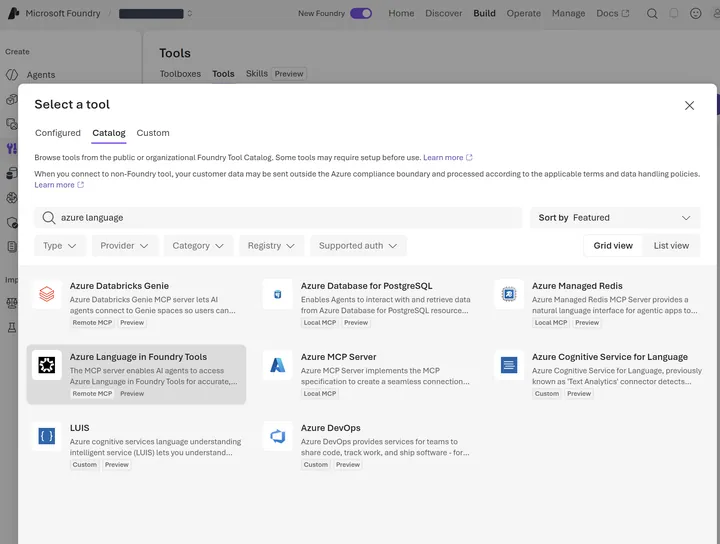 Microsoft Foundry
/
New Foundry
Home
Discover
Build
Operate
Manage
Docs
Create
Agents
Tools
Toolboxes
Tools
Skills
Preview
Select a tool
Configured
Catalog
Custom
Browse tools from the public or organizational Foundry Tool Catalog. Some tools may require setup before use. Learn more
When you connect to non-Foundry tool, your customer data may be sent outside the Azure compliance boundary and processed according to the applicable terms and data handling policies.
Learn more
azure language
Sort by Featured
Type
Provider
Category
Registry
Supported auth
Grid view
List view
Azure Databricks Genie
Azure Databricks Genie MCP server lets AI
agents connect to Genie spaces so users can...
Remote MCP
Preview
Azure Database for PostgreSQL
Enables Agents to interact with and retrieve data
from Azure Database for PostgreSQL resource...
Local MCP
Preview
Azure Managed Redis
Azure Managed Redis MCP Server provides a
natural language interface for agentic apps to...
Local MCP
Preview
Azure Language in Foundry Tools
The MCP server enables AI agents to access
Azure Language in Foundry Tools for accurate,...
Remote MCP
Preview
Azure MCP Server
Azure MCP Server implements the MCP
specification to create a seamless connection...
Local MCP
Azure Cognitive Service for Language
Azure Cognitive Service for Language, previously
known as 'Text Analytics' connector detects...
Custom
Preview
LUIS
Azure cognitive services language understanding
intelligent service (LUIS) lets you understand...
Custom
Preview
Azure DevOps
Azure DevOps provides services for teams to
share code, track work, and ship software - for...
Custom
Preview